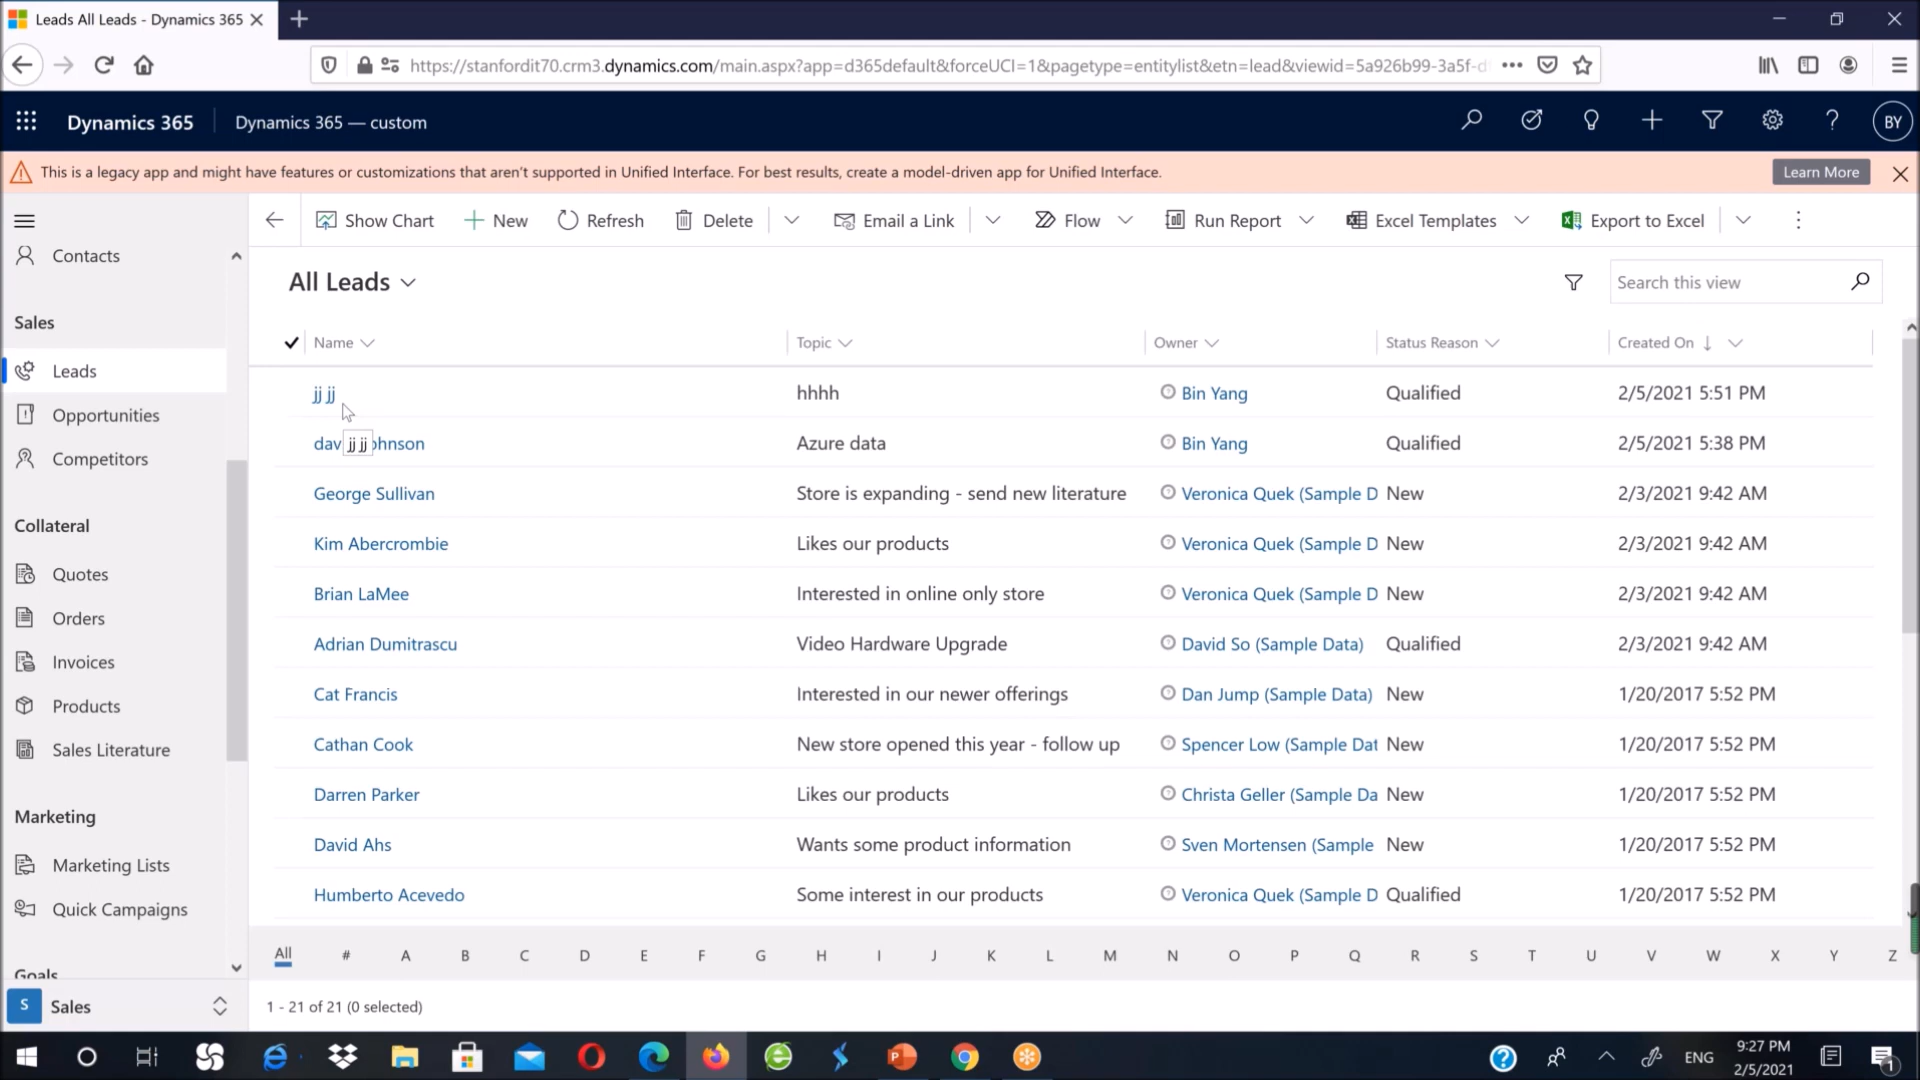 Leads All Leads - Dynamics 365
https://stanfordit70.crm3.dynamics.com/main.aspx?app=d365default&forceUCI=1&pagetype=entitylist&etn=lead&viewid=5a926b99-3a5f-d
Dynamics 365 Dynamics 365 — custom BY
This is a legacy app and might have features or customizations that aren't supported in Unified Interface. For best results, create a model-driven app for Unified Interface. Learn More
Show Chart New Refresh Delete Email a Link Flow Run Report Excel Templates Export to Excel
Contacts
Sales
Leads
Opportunities
Competitors
Collateral
Quotes
Orders
Invoices
Products
Sales Literature
Marketing
Marketing Lists
Quick Campaigns
Goals
S Sales
All Leads Search this view
Name Topic Owner Status Reason Created On
jj jj hhhh Bin Yang Qualified 2/5/2021 5:51 PM
dav jj jj ohnson Azure data Bin Yang Qualified 2/5/2021 5:38 PM
George Sullivan Store is expanding - send new literature Veronica Quek (Sample D New 2/3/2021 9:42 AM
Kim Abercrombie Likes our products Veronica Quek (Sample D New 2/3/2021 9:42 AM
Brian LaMee Interested in online only store Veronica Quek (Sample D New 2/3/2021 9:42 AM
Adrian Dumitrascu Video Hardware Upgrade David So (Sample Data) Qualified 2/3/2021 9:42 AM
Cat Francis Interested in our newer offerings Dan Jump (Sample Data) New 1/20/2017 5:52 PM
Cathan Cook New store opened this year - follow up Spencer Low (Sample Dat New 1/20/2017 5:52 PM
Darren Parker Likes our products Christa Geller (Sample Da New 1/20/2017 5:52 PM
David Ahs Wants some product information Sven Mortensen (Sample New 1/20/2017 5:52 PM
Humberto Acevedo Some interest in our products Veronica Quek (Sample D Qualified 1/20/2017 5:52 PM
All # A B C D E F G H I J K L M N O P Q R S T U V W X Y Z
1 - 21 of 21 (0 selected)
ENG 9:27 PM
2/5/2021 1